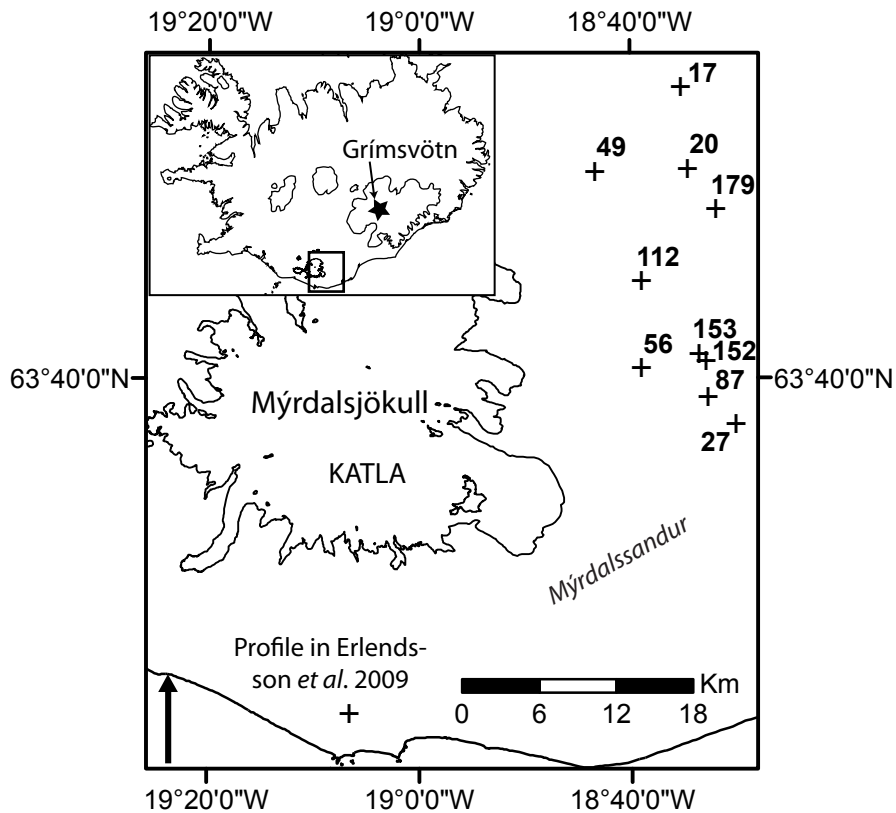 19°20'0"W
19°0'0"W
18°40'0"W
17
Grímsvötn
49
20
179
112
153
56
152
63°40'0"N
63°40'0"N
87
Mýrdalsjökull
27
KATLA
Mýrdalssandur
Profile in Erlends-
son et al. 2009
Km
0
6
12
18
19°20'0"W
19°0'0"W
18°40'0"W